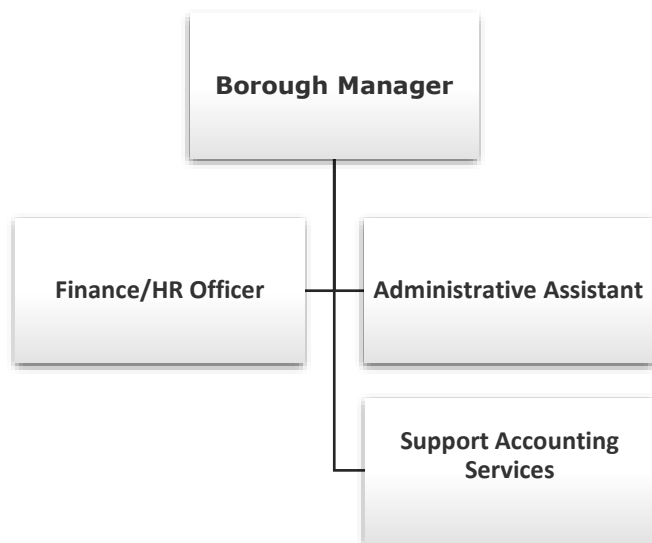 Borough Manager
Finance/HR Officer
Administrative Assistant
Support Accounting
Services